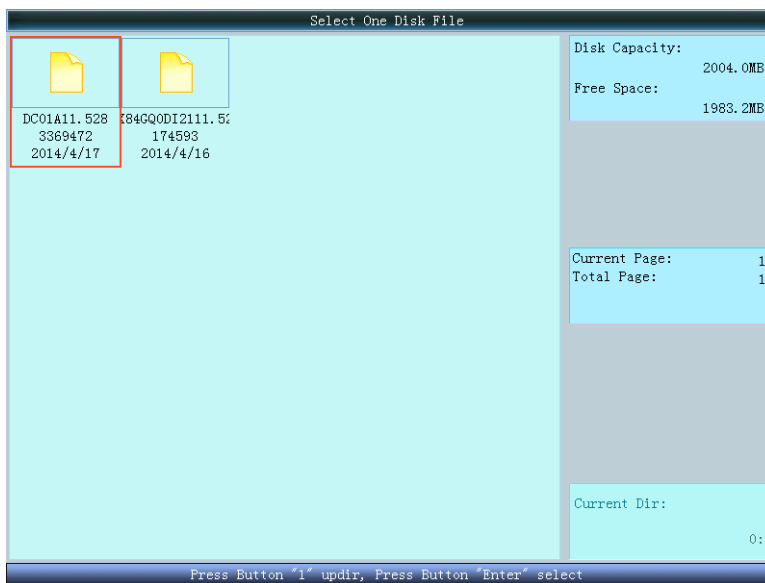 Select One Disk File
DC01A11.528
3369472
2014/4/17
K84GQODI2111.52
174593
2014/4/16
Disk Capacity:
2004.0MB
Free Space:
1983.2MB
Current Page: 1
Total Page: 1
Current Dir:
0:
Press Button "1" updir, Press Button "Enter" select